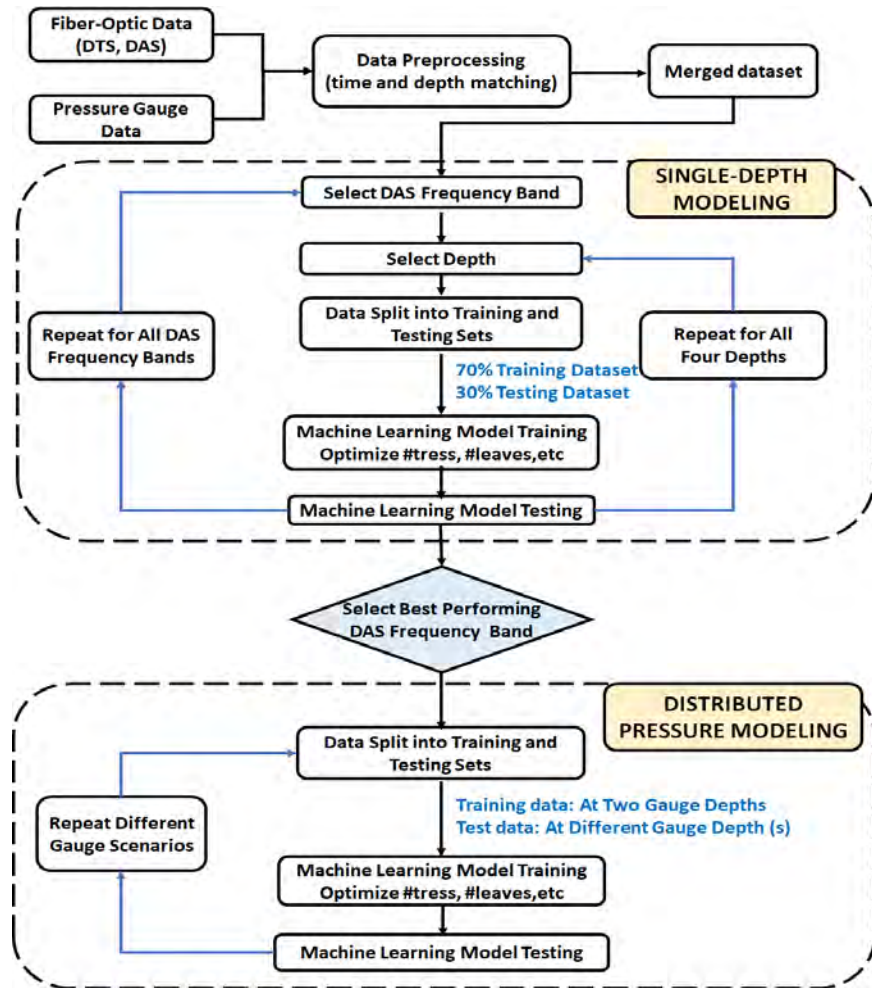 Fiber-Optic Data
(DTS, DAS)
Pressure Gauge
Data
Data Preprocessing
(time and depth matching)
Merged dataset
SINGLE-DEPTH
MODELING
Select DAS Frequency Band
Select Depth
Data Split into Training and
Testing Sets
Repeat for All DAS
Frequency Bands
Repeat for All
Four Depths
70% Training Dataset
30% Testing Dataset
Machine Learning Model Training
Optimize #tress, #leaves,etc
Machine Learning Model Testing
Select Best Performing
DAS Frequency Band
DISTRIBUTED
PRESSURE MODELING
Data Split into Training and
Testing Sets
Repeat Different
Gauge Scenarios
Training data: At Two Gauge Depths
Test data: At Different Gauge Depth (s)
Machine Learning Model Training
Optimize #tress, #leaves,etc
Machine Learning Model Testing